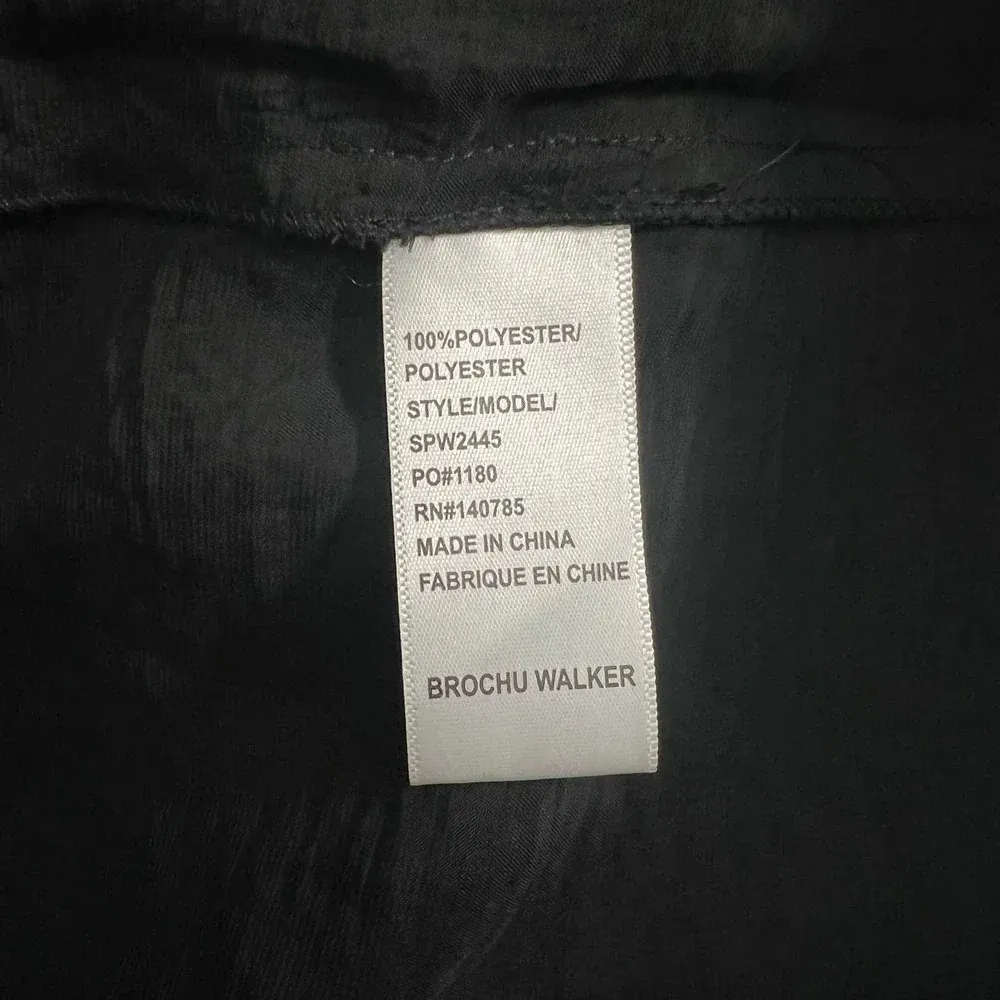 100%POLYESTER/
POLYESTER
STYLE/MODEL/
SPW2445
PO#1180
RN#140785
MADE IN CHINA
FABRIQUE EN CHINE
BROCHU WALKER